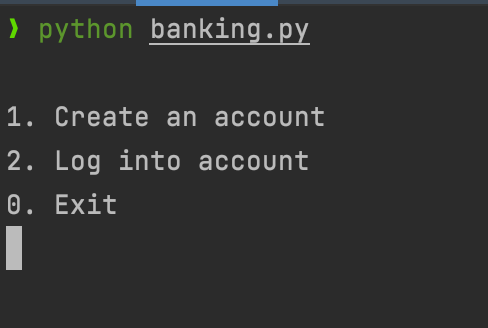 ❯ python banking.py
1. Create an account
2. Log into account
0. Exit